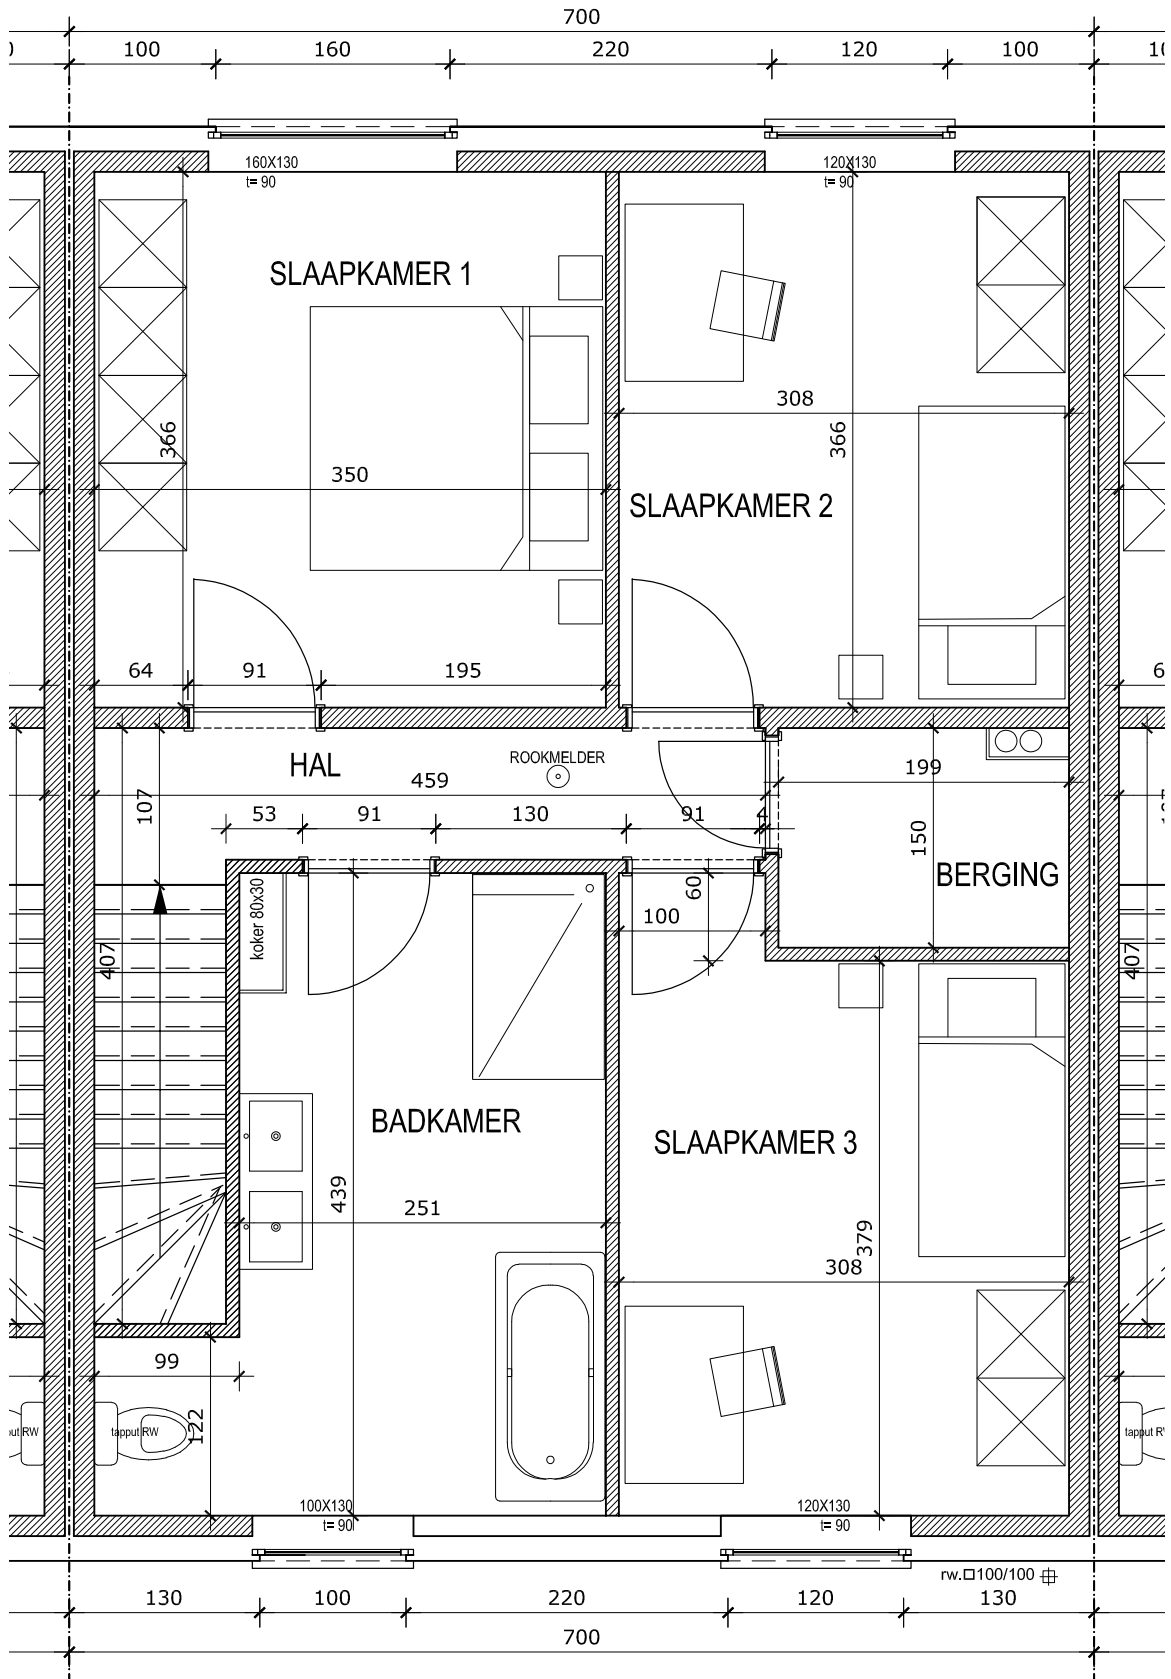 700
100 160 220 120 100
160X130
t= 90
120X130
t= 90
SLAAPKAMER 1
308
366
366
350
SLAAPKAMER 2
64 91 195
HAL
ROOKMELDER
459
199
107
53 91 130 91 4
150
BERGING
koker 80x30
60
100
407
407
BADKAMER
SLAAPKAMER 3
439
251
379
308
99
122
tapput RW
100X130
t= 90
120X130
t= 90
rw.□100/100
130 100 220 120 130
700